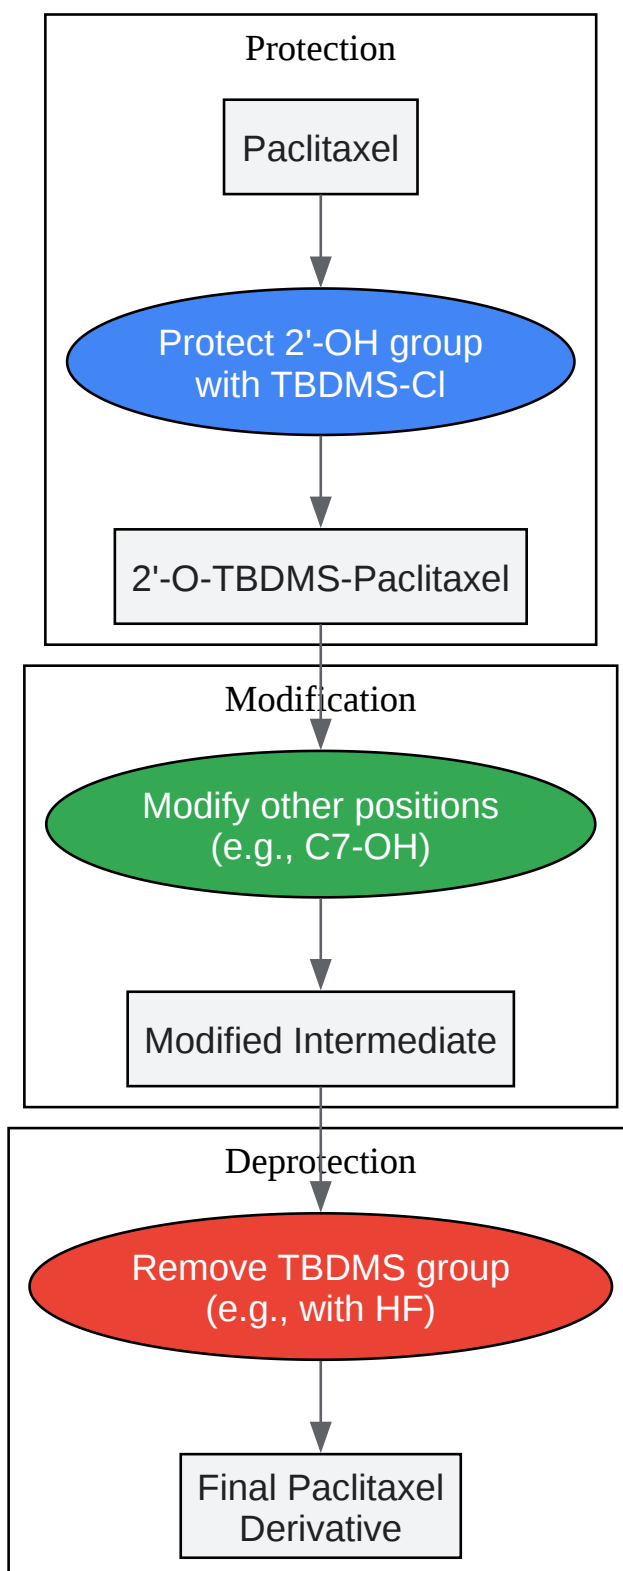 Protection
Paclitaxel
Protect 2'-OH group
with TBDMS-Cl
2'-O-TBDMS-Paclitaxel
Modification
Modify other positions
(e.g., C7-OH)
Modified Intermediate
Deprotection
Remove TBDMS group
(e.g., with HF)
Final Paclitaxel
Derivative